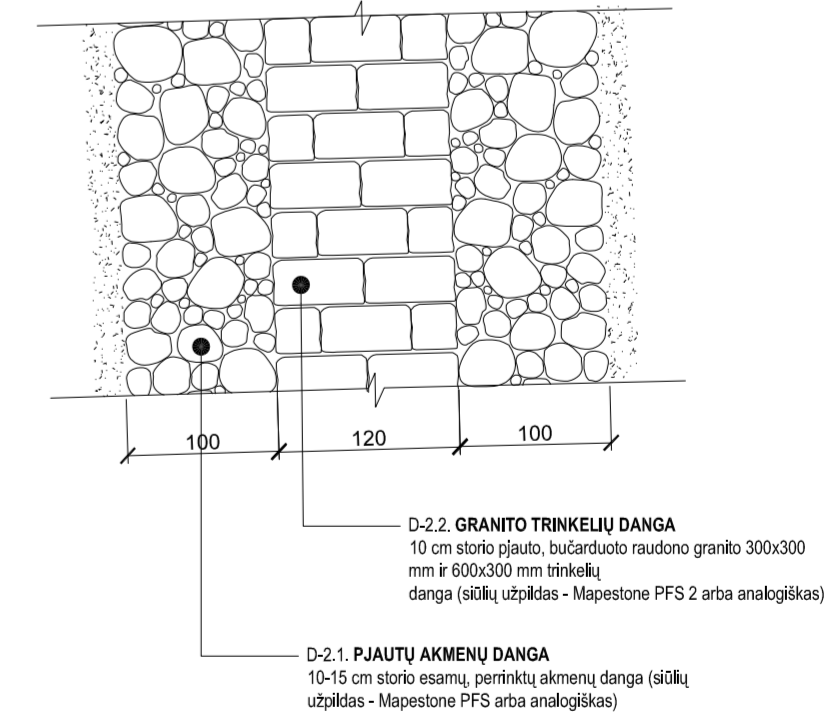 100
120
100
D-2.2. GRANITO TRINKELIŲ DANGA
10 cm storio pjauto, bučarduoto raudono granito 300x300
mm ir 600x300 mm trinkelių
danga (siūlių užpildas - Mapestone PFS 2 arba analogiškas)
D-2.1. PJAUTŲ AKMENŲ DANGA
10-15 cm storio esamų, perrinktų akmenų danga (siūlių
užpildas - Mapestone PFS arba analogiškas)